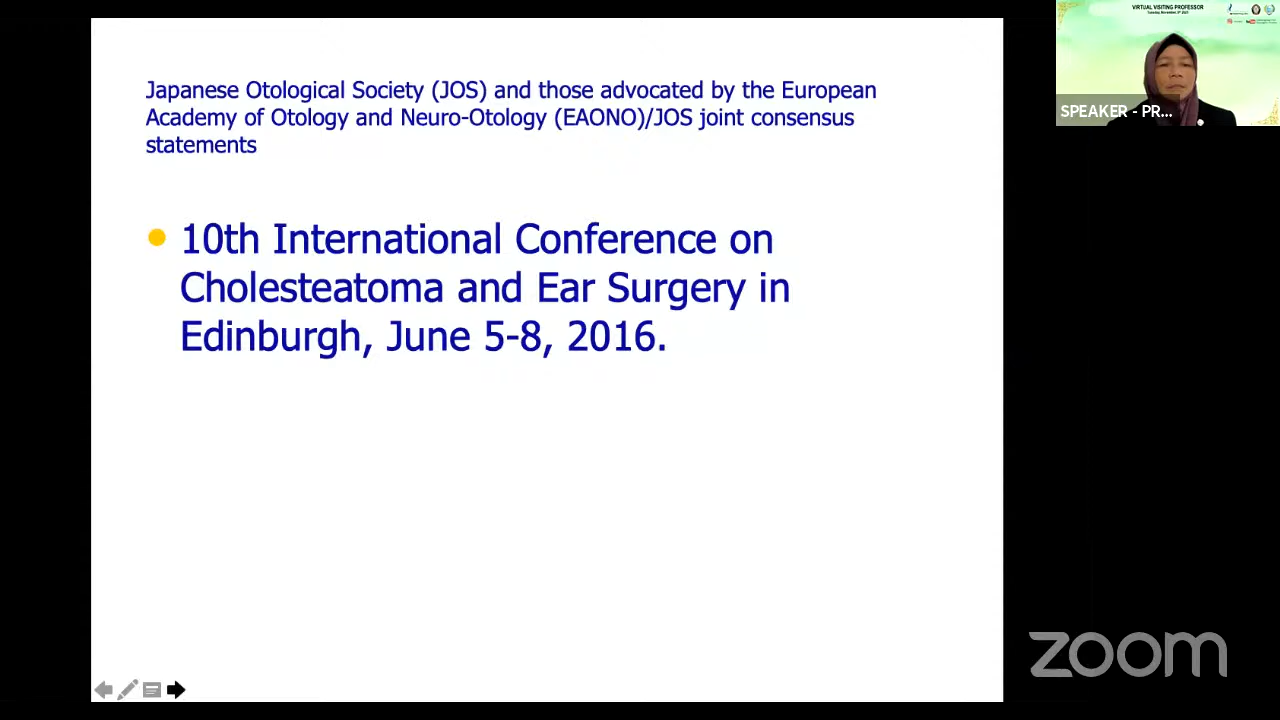 Japanese Otological Society (JOS) and those advocated by the European
Academy of Otology and Neuro-Otology (EAONO)/JOS joint consensus
statements
10th International Conference on
Cholesteatoma and Ear Surgery in
Edinburgh, June 5-8, 2016.
VIRTUAL VISITING PROFESSOR
SPEAKER - PR...
zoom